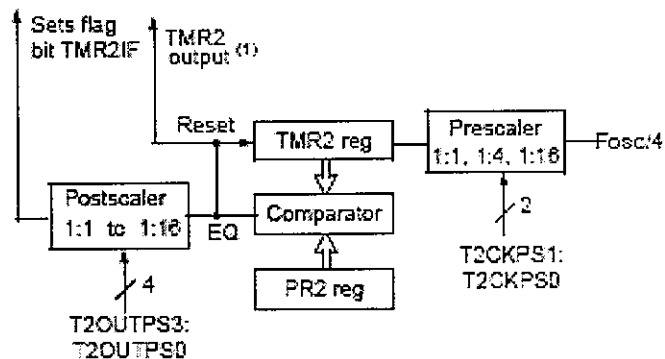 Sets flag
bit TMR2IF
TMR2
output (1)
Reset
TMR2 reg
Prescaler
1:1, 1:4, 1:16
Fosc/4
Postscaler
1:1 to 1:16
EQ
Comparator
2
T2CKPS1:
T2CKPS0
4
PR2 reg
T2OUTPS3:
T2OUTPS0